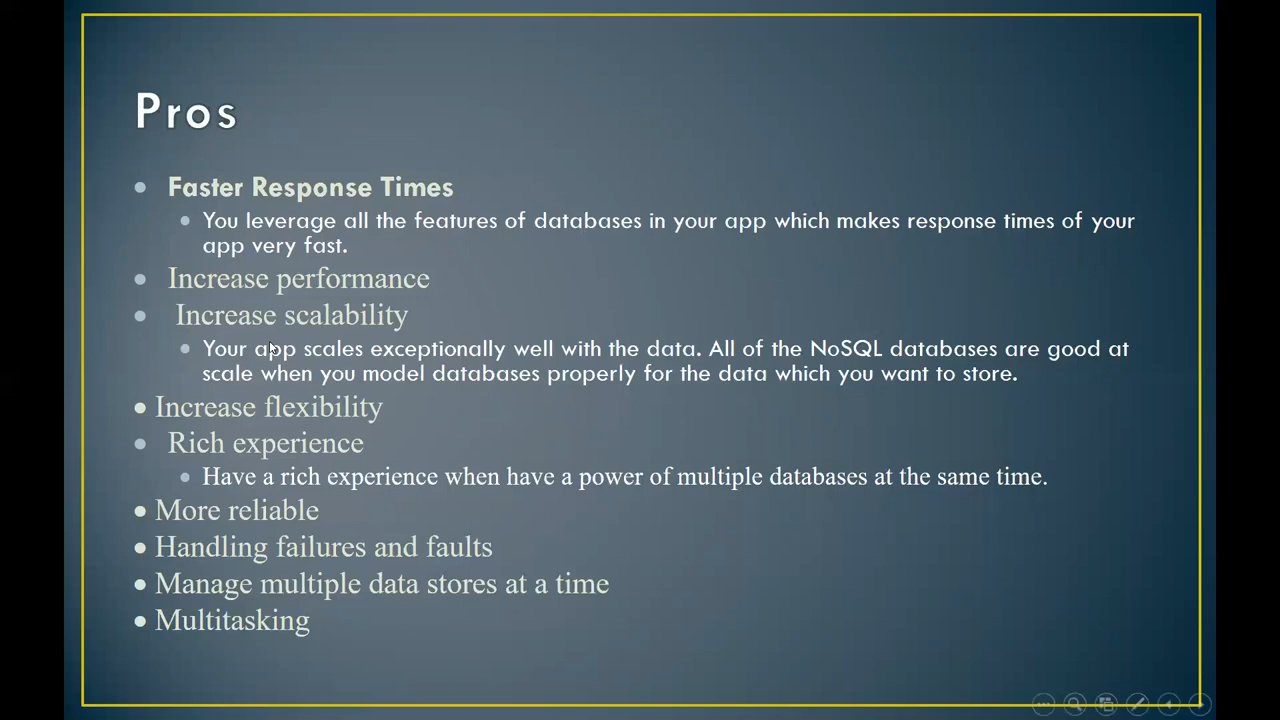 Pros
• Faster Response Times
• You leverage all the features of databases in your app which makes response times of your
app very fast.
• Increase performance
• Increase scalability
• Your app scales exceptionally well with the data. All of the NoSQL databases are good at
scale when you model databases properly for the data which you want to store.
• Increase flexibility
• Rich experience
• Have a rich experience when have a power of multiple databases at the same time.
• More reliable
• Handling failures and faults
• Manage multiple data stores at a time
• Multitasking